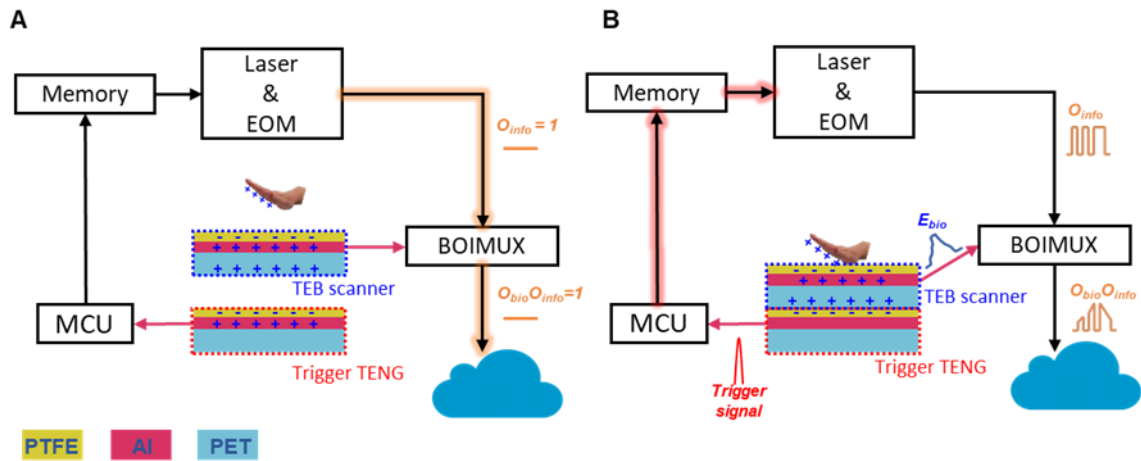 A
Memory
Laser
&
EOM
O_info = 1
BOIMUX
TEB scanner
O_bio O_info = 1
MCU
Trigger TENG
PTFE
Al
PET
B
Memory
Laser
&
EOM
O_info
E_bio
BOIMUX
TEB scanner
O_bio O_info
MCU
Trigger TENG
Trigger
signal